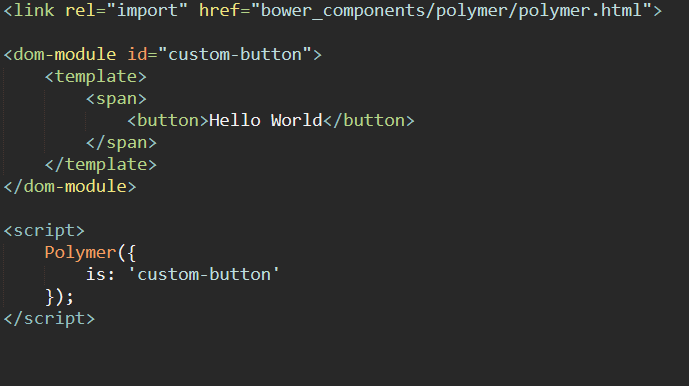 <link rel="import" href="bower_components/polymer/polymer.html">

<dom-module id="custom-button">
    <template>
        <span>
            <button>Hello World</button>
        </span>
    </template>
</dom-module>

<script>
    Polymer({
        is: 'custom-button'
    });
</script>